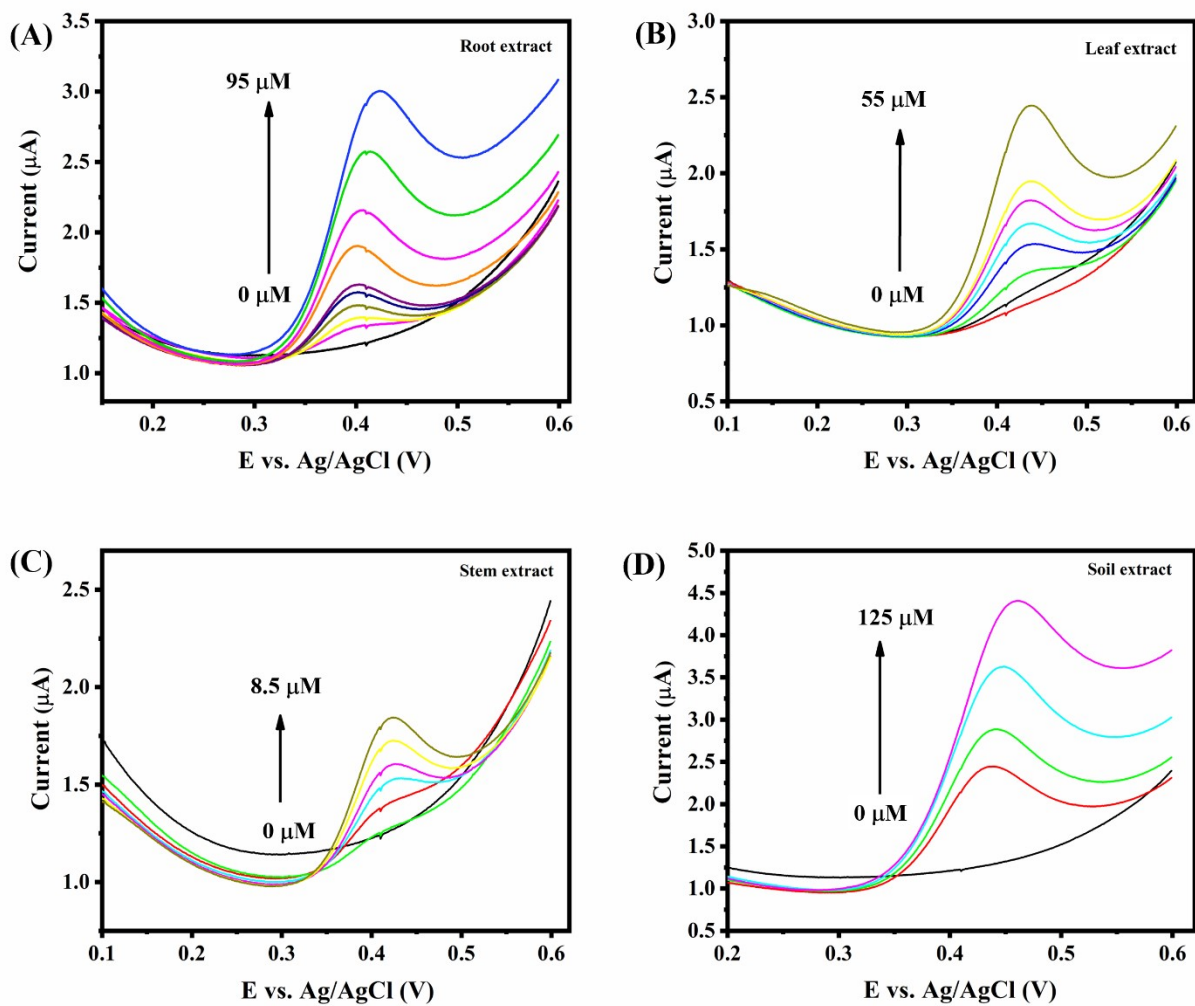 (A)
Root extract
95 μM
0 μM
3.5
3.0
2.5
2.0
1.5
1.0
Current (μA)
0.2
0.3
0.4
0.5
0.6
E vs. Ag/AgCl (V)
(B)
Leaf extract
55 μM
0 μM
3.0
2.5
2.0
1.5
1.0
0.5
Current (μA)
0.1
0.2
0.3
0.4
0.5
0.6
E vs. Ag/AgCl (V)
(C)
Stem extract
8.5 μM
0 μM
2.5
2.0
1.5
1.0
Current (μA)
0.1
0.2
0.3
0.4
0.5
0.6
E vs. Ag/AgCl (V)
(D)
Soil extract
125 μM
0 μM
5.0
4.5
4.0
3.5
3.0
2.5
2.0
1.5
1.0
0.5
Current (μA)
0.2
0.3
0.4
0.5
0.6
E vs. Ag/AgCl (V)